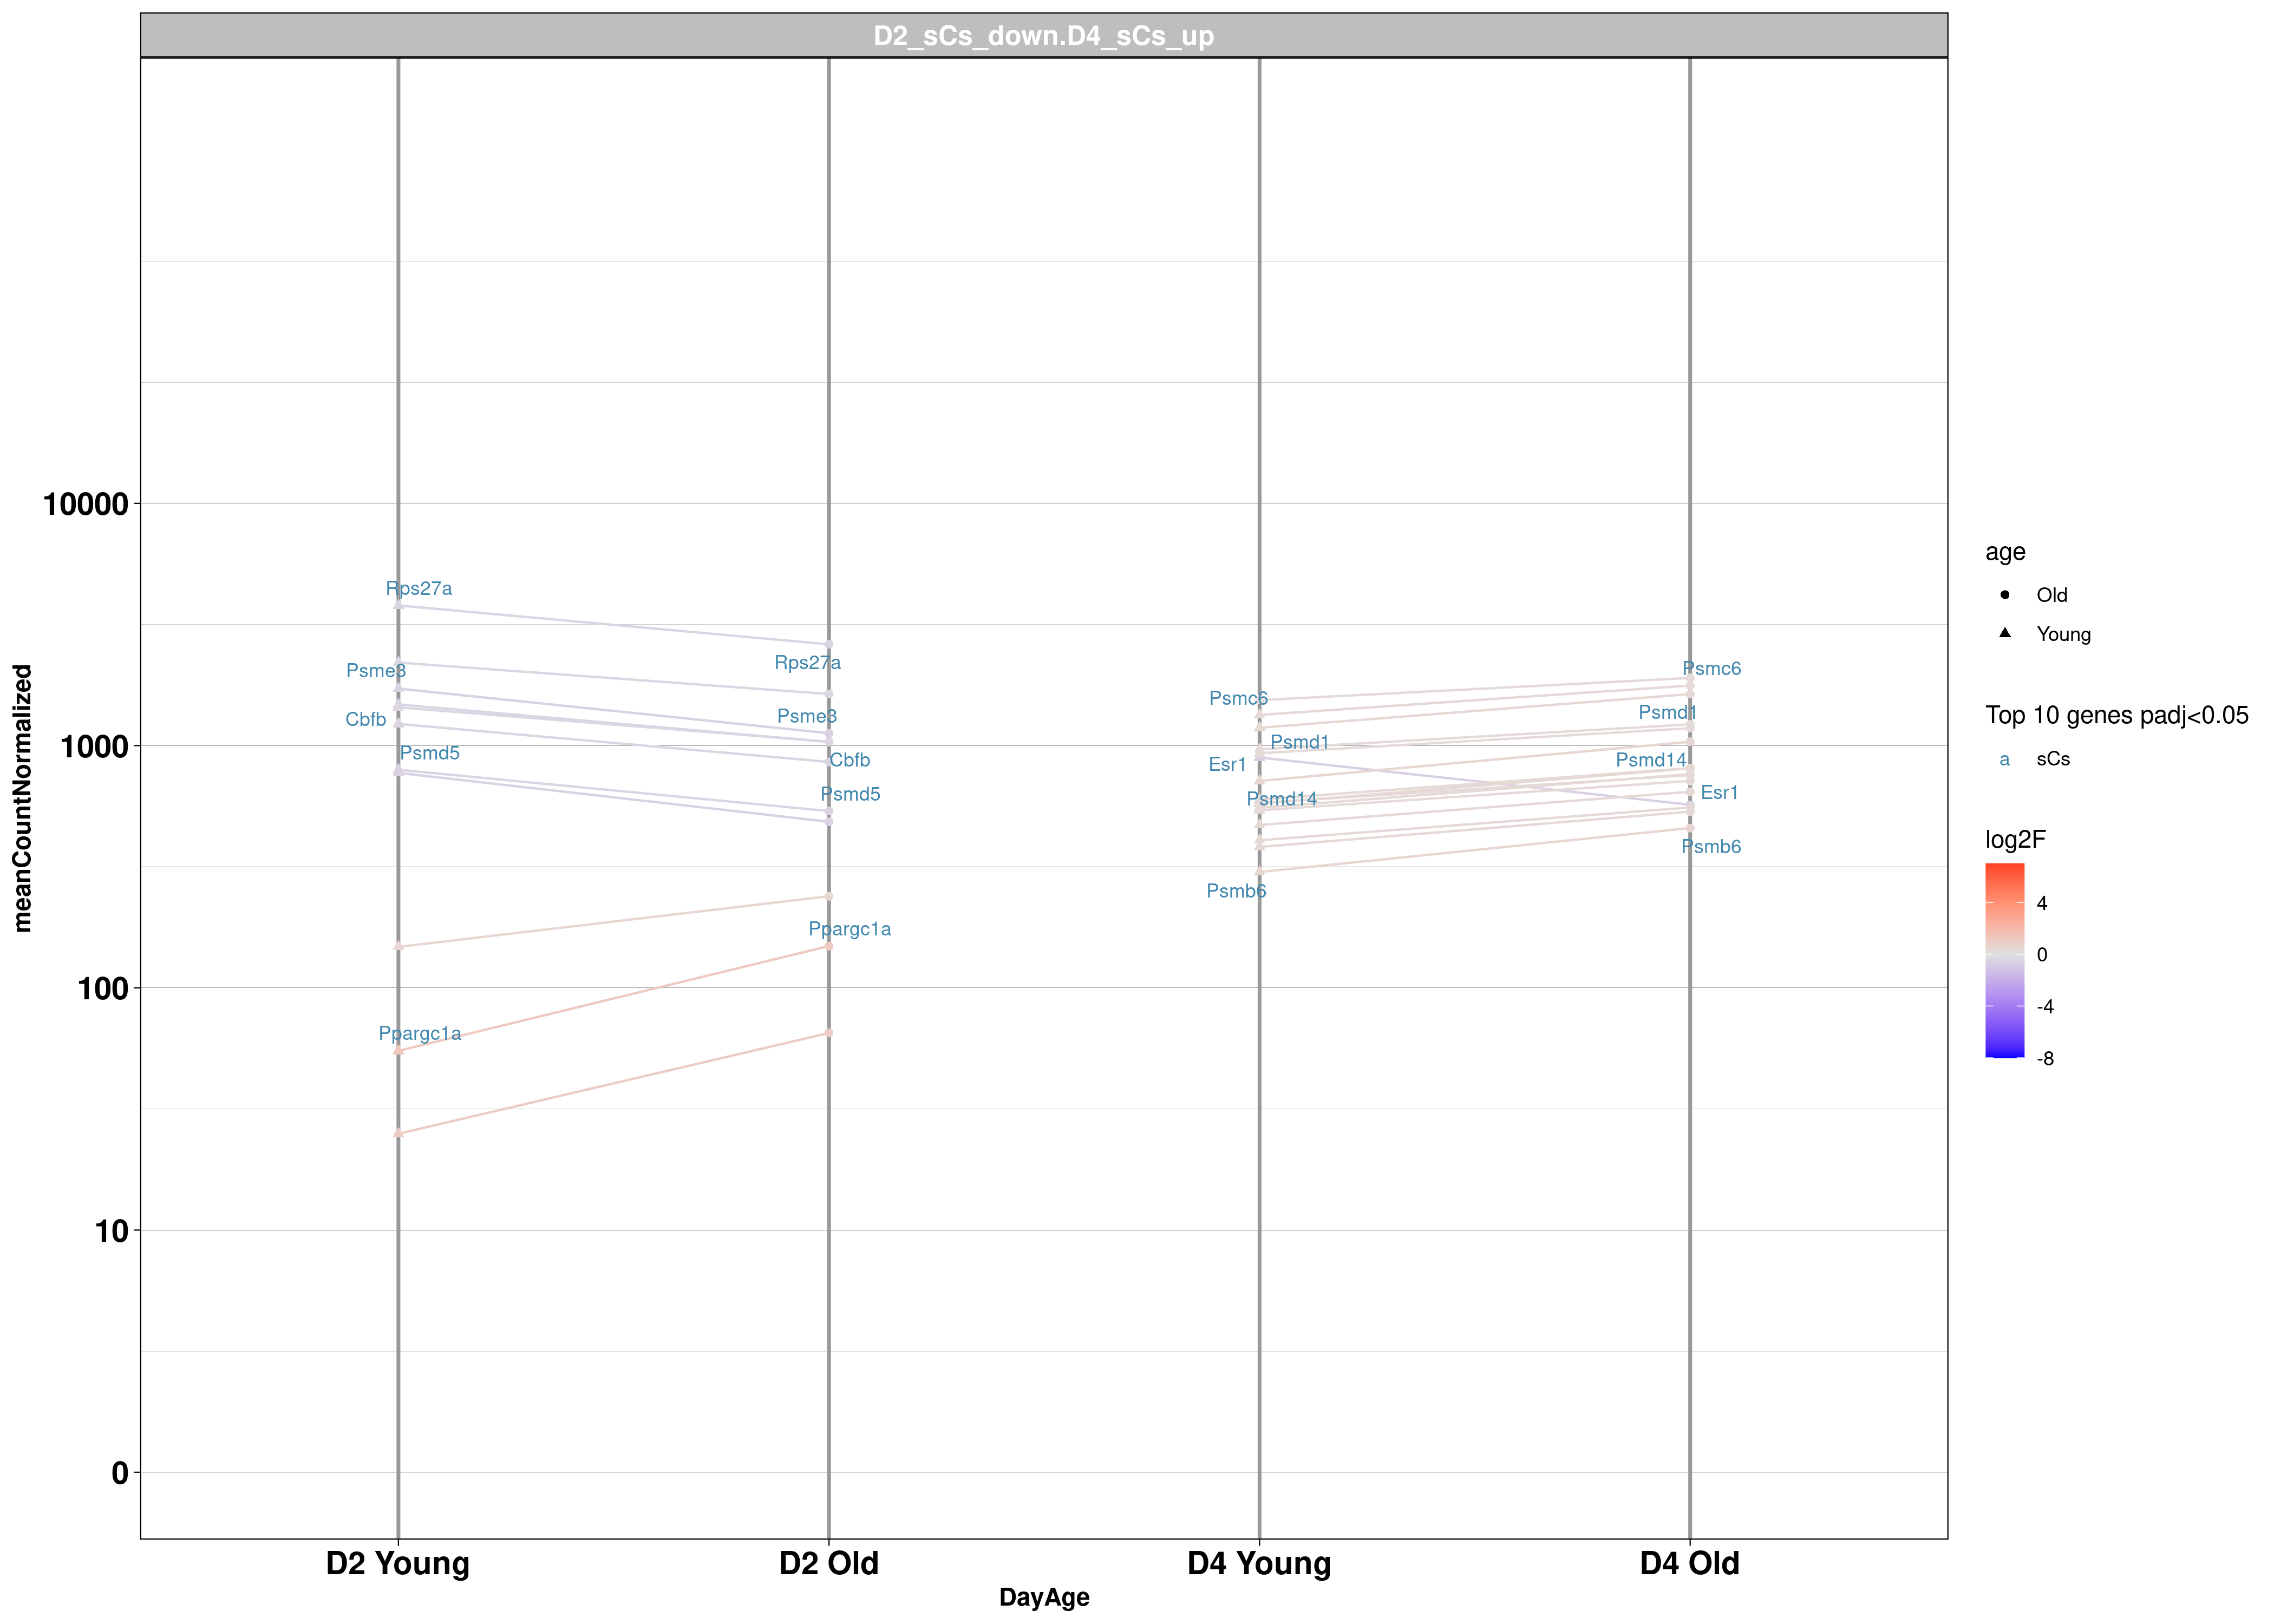 D2_sCs_down.D4_sCs_up
meanCountNormalized
10000
1000
100
10
0
Rps27a
Rps27a
Psme3
Psme3
Cbfb
Cbfb
Psmd5
Psmd5
Ppargc1a
Ppargc1a
Psmc6
Psmc6
Psmd1
Psmd1
Esr1
Psmd14
Psmd14
Esr1
Psmb6
Psmb6
D2 Young
D2 Old
D4 Young
D4 Old
DayAge
age
Old
Young
Top 10 genes padj<0.05
a sCs
log2F
4
0
-4
-8